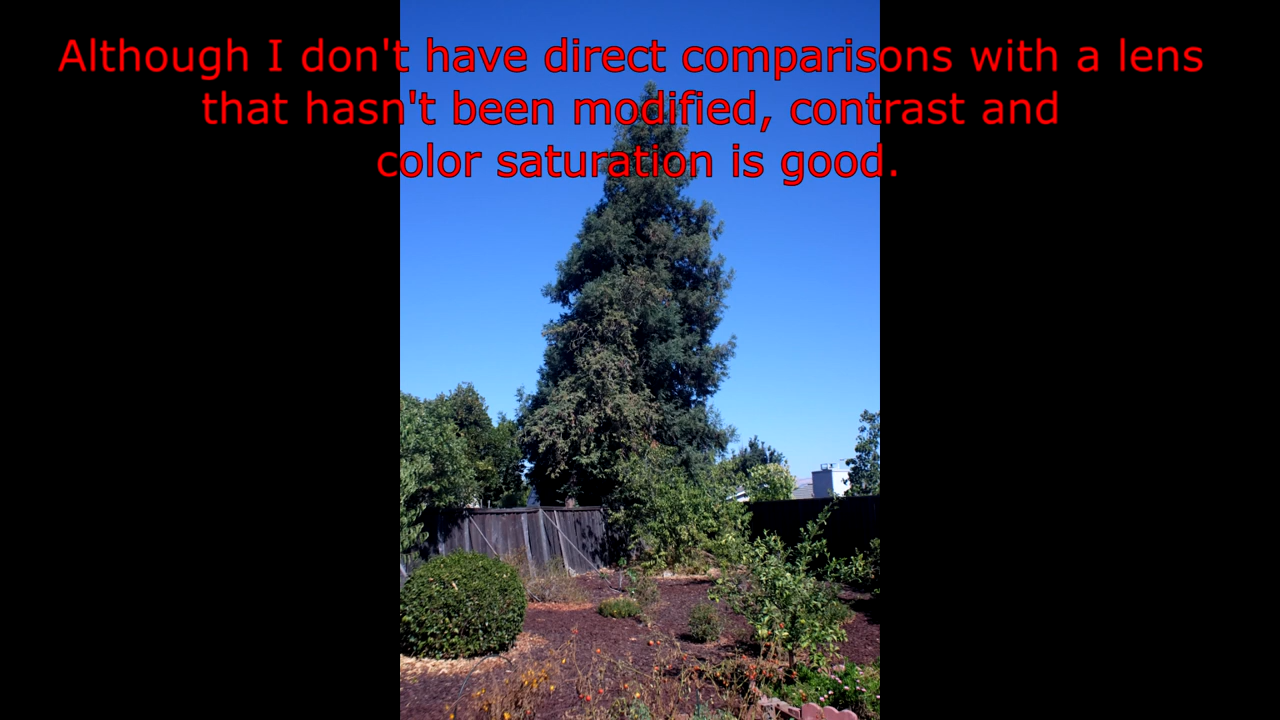 Although I don't have direct comparisons with a lens
that hasn't been modified, contrast and
color saturation is good.